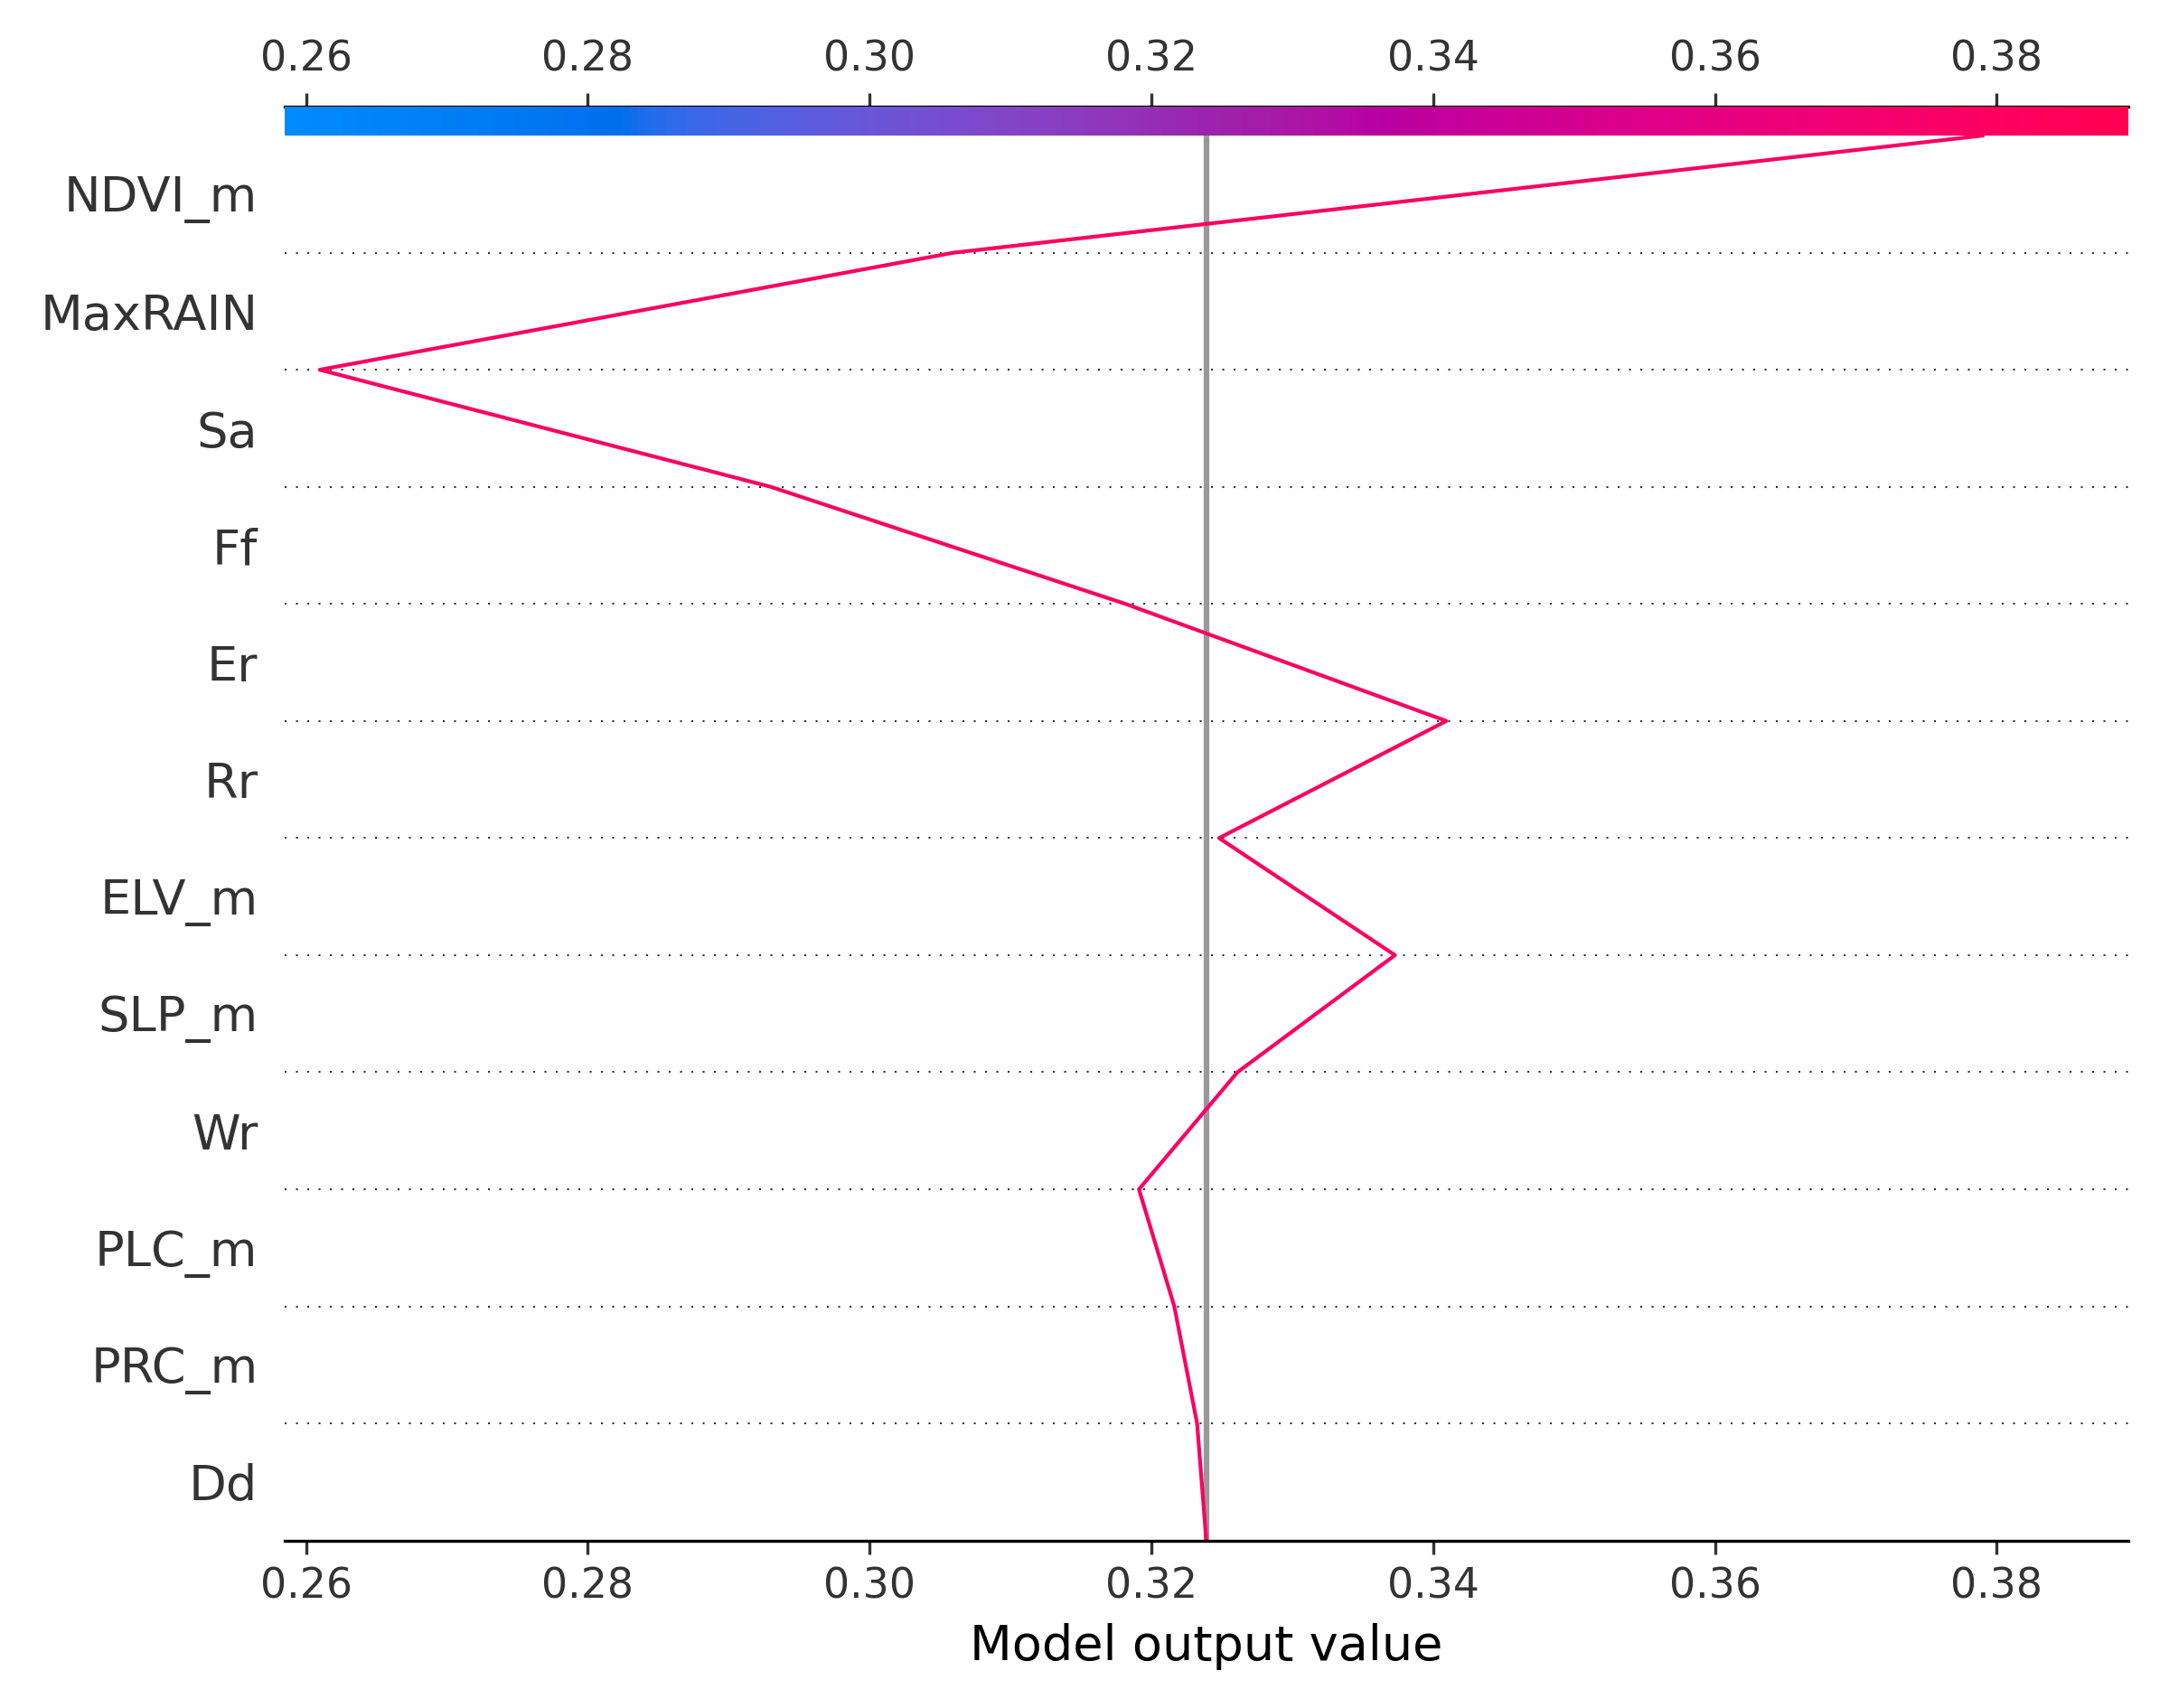 0.26 0.28 0.30 0.32 0.34 0.36 0.38
NDVI_m
MaxRAIN
Sa
Ff
Er
Rr
ELV_m
SLP_m
Wr
PLC_m
PRC_m
Dd
0.26 0.28 0.30 0.32 0.34 0.36 0.38
Model output value